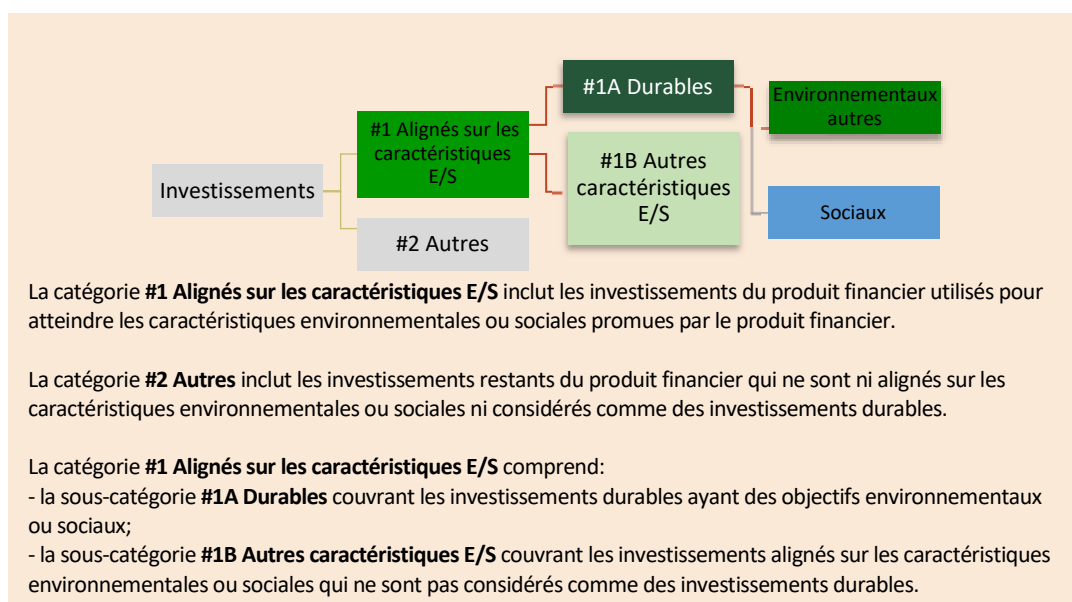 #1A Durables
Environnementaux
autres
#1 Alignés sur les
caractéristiques
E/S
#1B Autres
caractéristiques
E/S
Investissements
Sociaux
#2 Autres
La catégorie #1 Alignés sur les caractéristiques E/S inclut les investissements du produit financier utilisés pour
atteindre les caractéristiques environnementales ou sociales promues par le produit financier.
La catégorie #2 Autres inclut les investissements restants du produit financier qui ne sont ni alignés sur les
caractéristiques environnementales ou sociales ni considérés comme des investissements durables.
La catégorie #1 Alignés sur les caractéristiques E/S comprend:
- la sous-catégorie #1A Durables couvrant les investissements durables ayant des objectifs environnementaux
ou sociaux;
- la sous-catégorie #1B Autres caractéristiques E/S couvrant les investissements alignés sur les caractéristiques
environnementales ou sociales qui ne sont pas considérés comme des investissements durables.